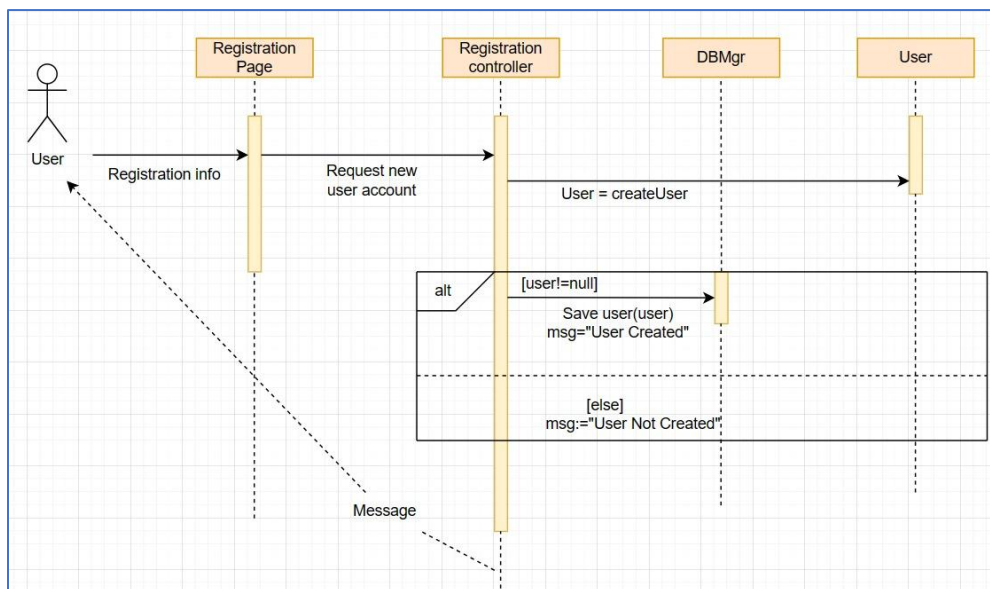 Registration
Page
Registration
controller
DBMgr
User
User
Registration info
Request new
user account
User = createUser
alt
[user!=null]
Save user(user)
msg="User Created"
[else]
msg:="User Not Created"
Message